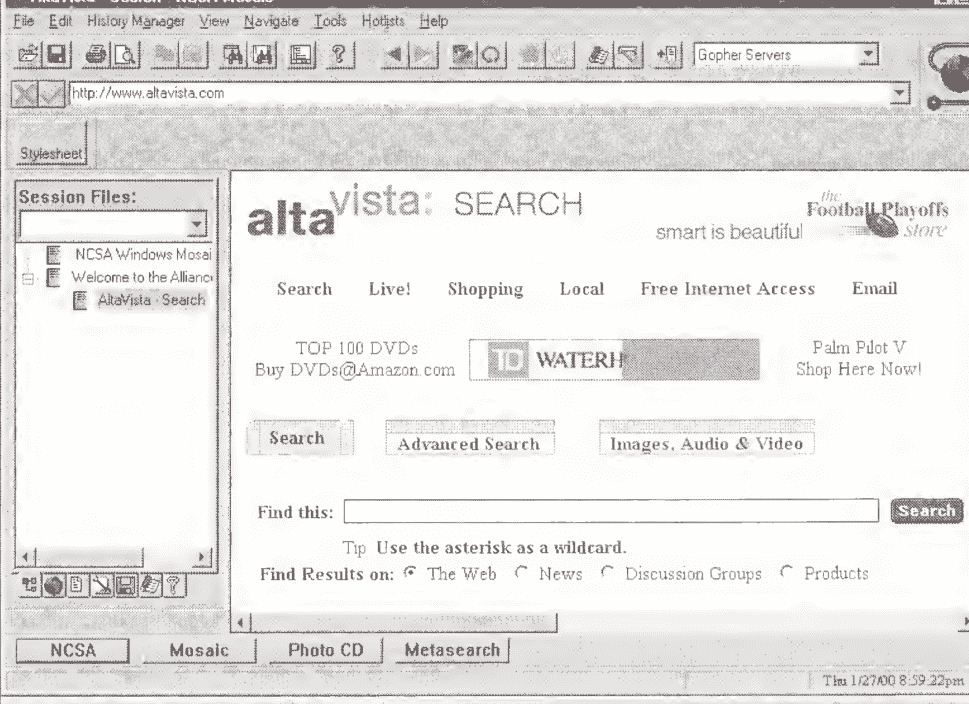 AltaVista - Search - NCSA Mosaic
File Edit History Manager View Navigate Tools Hotlists Help
Gopher Servers
http://www.altavista.com
Stylesheet
Session Files:
NCSA Windows Mosai
Welcome to the Allianc
AltaVista - Search
altavista: SEARCH
smart is beautiful
the
Football Playoffs
store
Search Live! Shopping Local Free Internet Access Email
TOP 100 DVDs
Buy DVDs@Amazon.com
TD WATERH
Palm Pilot V
Shop Here Now!
Search
Advanced Search
Images, Audio & Video
Find this:
Search
Tip Use the asterisk as a wildcard.
Find Results on: The Web News Discussion Groups Products
NCSA Mosaic Photo CD Metasearch
Thu 1/27/00 8:59:22pm